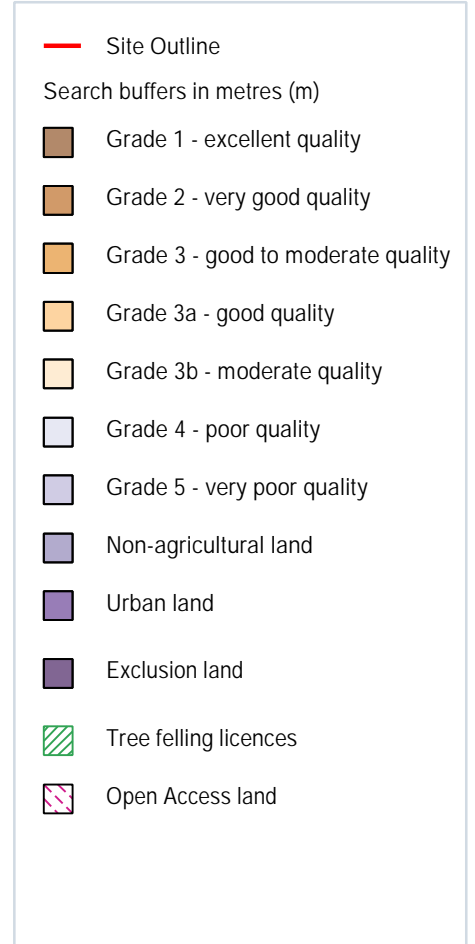 Site Outline
Search buffers in metres (m)
Grade 1 - excellent quality
Grade 2 - very good quality
Grade 3 - good to moderate quality
Grade 3a - good quality
Grade 3b - moderate quality
Grade 4 - poor quality
Grade 5 - very poor quality
Non-agricultural land
Urban land
Exclusion land
Tree felling licences
Open Access land